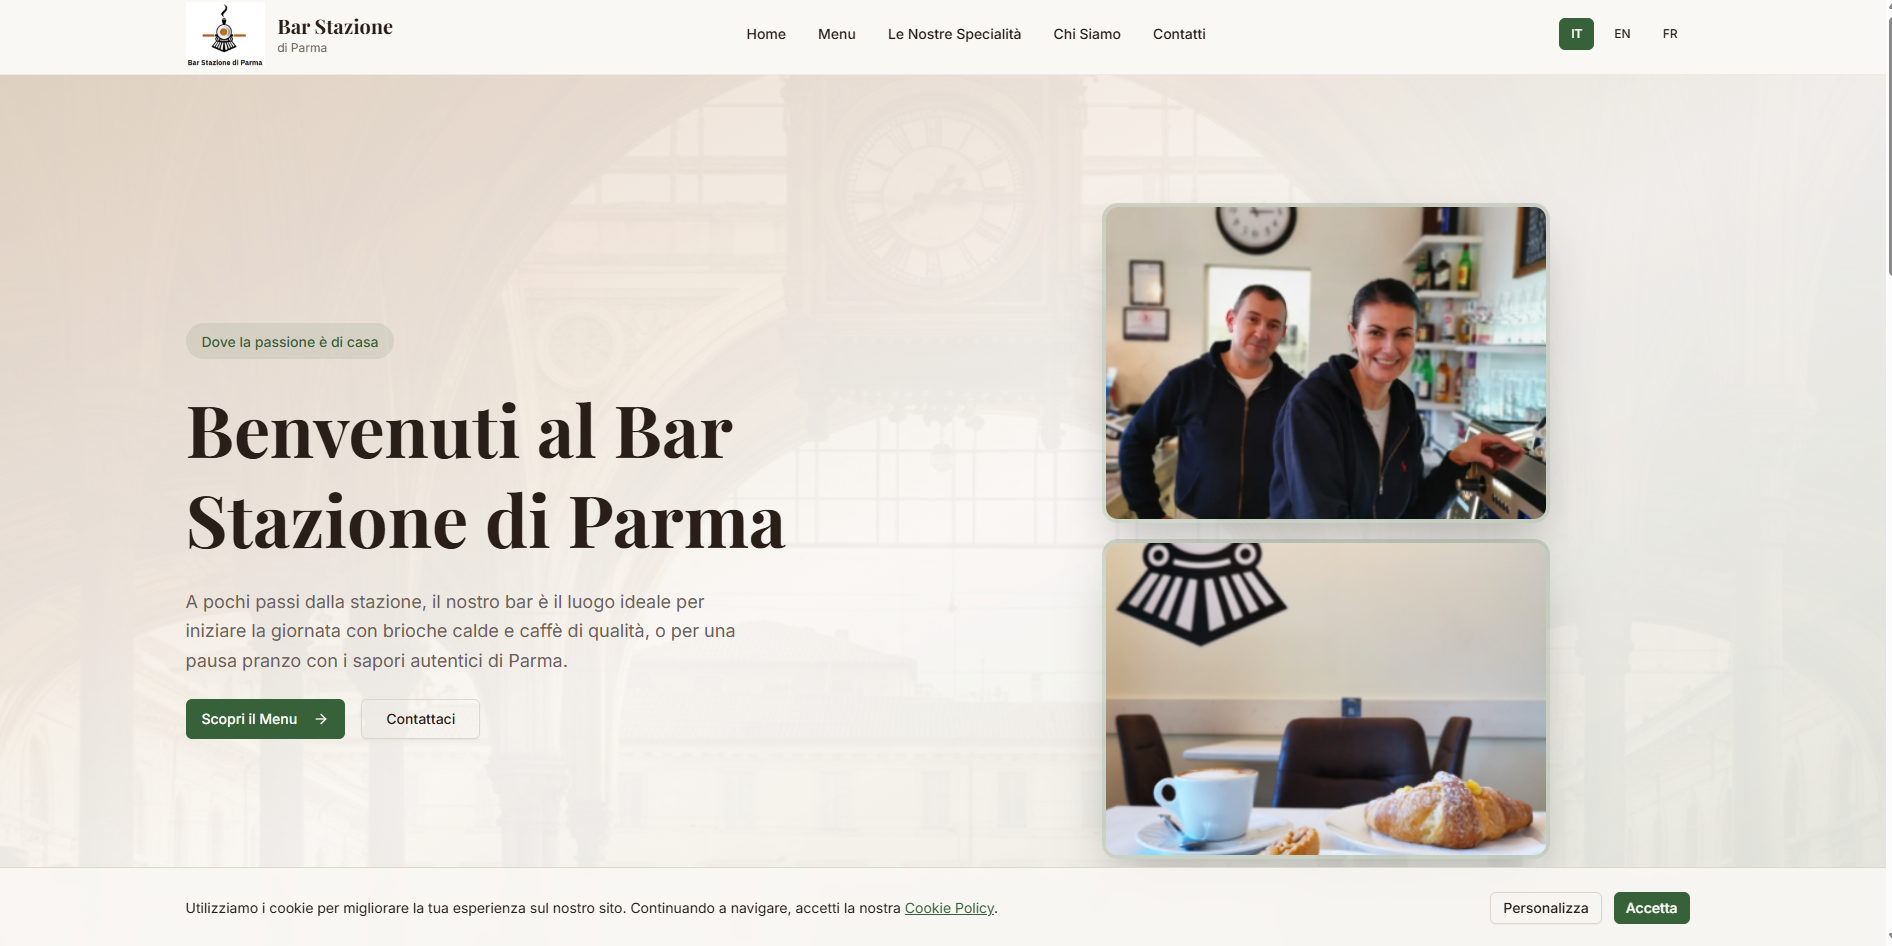 Bar Stazione di Parma
Bar Stazione
di Parma
Home
Menu
Le Nostre Specialità
Chi Siamo
Contatti
IT
EN
FR
Dove la passione è di casa
Benvenuti al Bar
Stazione di Parma
A pochi passi dalla stazione, il nostro bar è il luogo ideale per
iniziare la giornata con brioche calde e caffè di qualità, o per una
pausa pranzo con i sapori autentici di Parma.
Scopri il Menu
Contattaci
Utilizziamo i cookie per migliorare la tua esperienza sul nostro sito. Continuando a navigare, accetti la nostra Cookie Policy.
Personalizza
Accetta